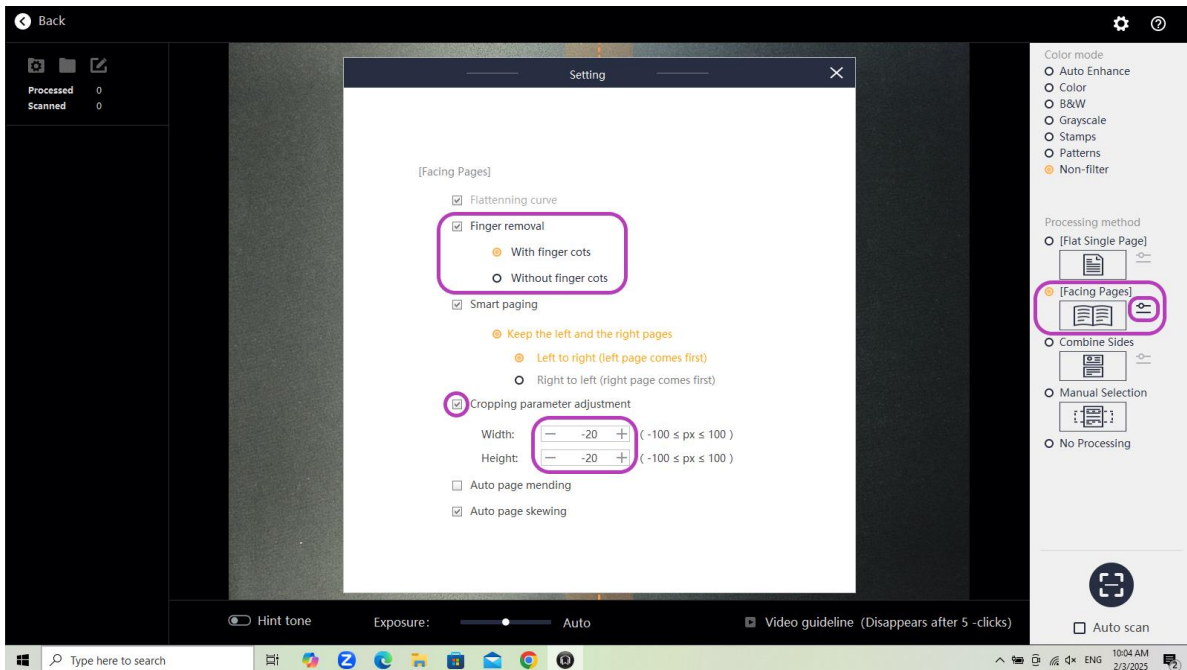 Back
Processed 0
Scanned 0
Setting
[Facing Pages]
Flattenning curve
Finger removal
With finger cots
Without finger cots
Smart paging
Keep the left and the right pages
Left to right (left page comes first)
Right to left (right page comes first)
Cropping parameter adjustment
Width: — -20 + ( -100 ≤ px ≤ 100 )
Height: — -20 + ( -100 ≤ px ≤ 100 )
Auto page mending
Auto page skewing
Color mode
Auto Enhance
Color
B&W
Grayscale
Stamps
Patterns
Non-filter
Processing method
[Flat Single Page]
[Facing Pages]
Combine Sides
Manual Selection
No Processing
Auto scan
Hint tone
Exposure: Auto
Video guideline (Disappears after 5 -clicks)
Type here to search
ENG
10:04 AM
2/3/2025